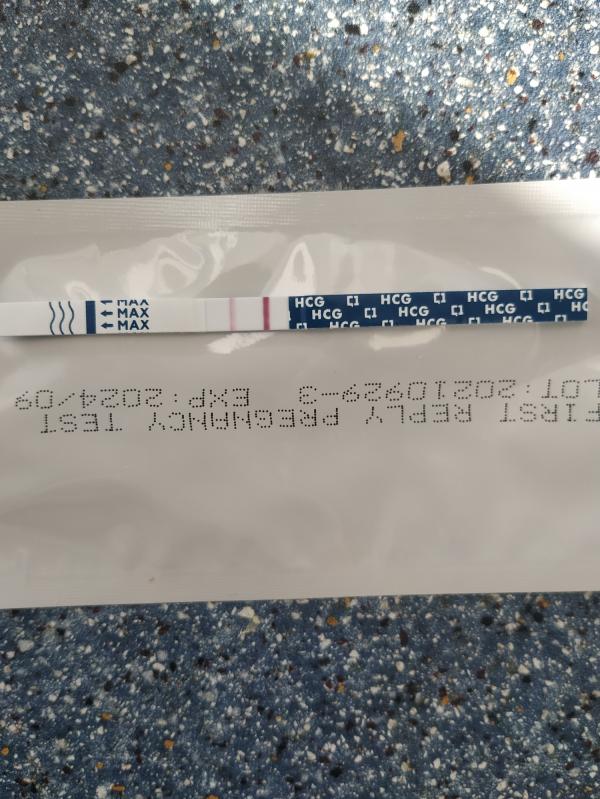 MAX
MAX
MAX
HCG HCG HCG
HCG HCG HCG
HCG HCG HCG
FIRST REPLY PREGNANCY TEST
LOT:20210929-3 EXP:2024/09